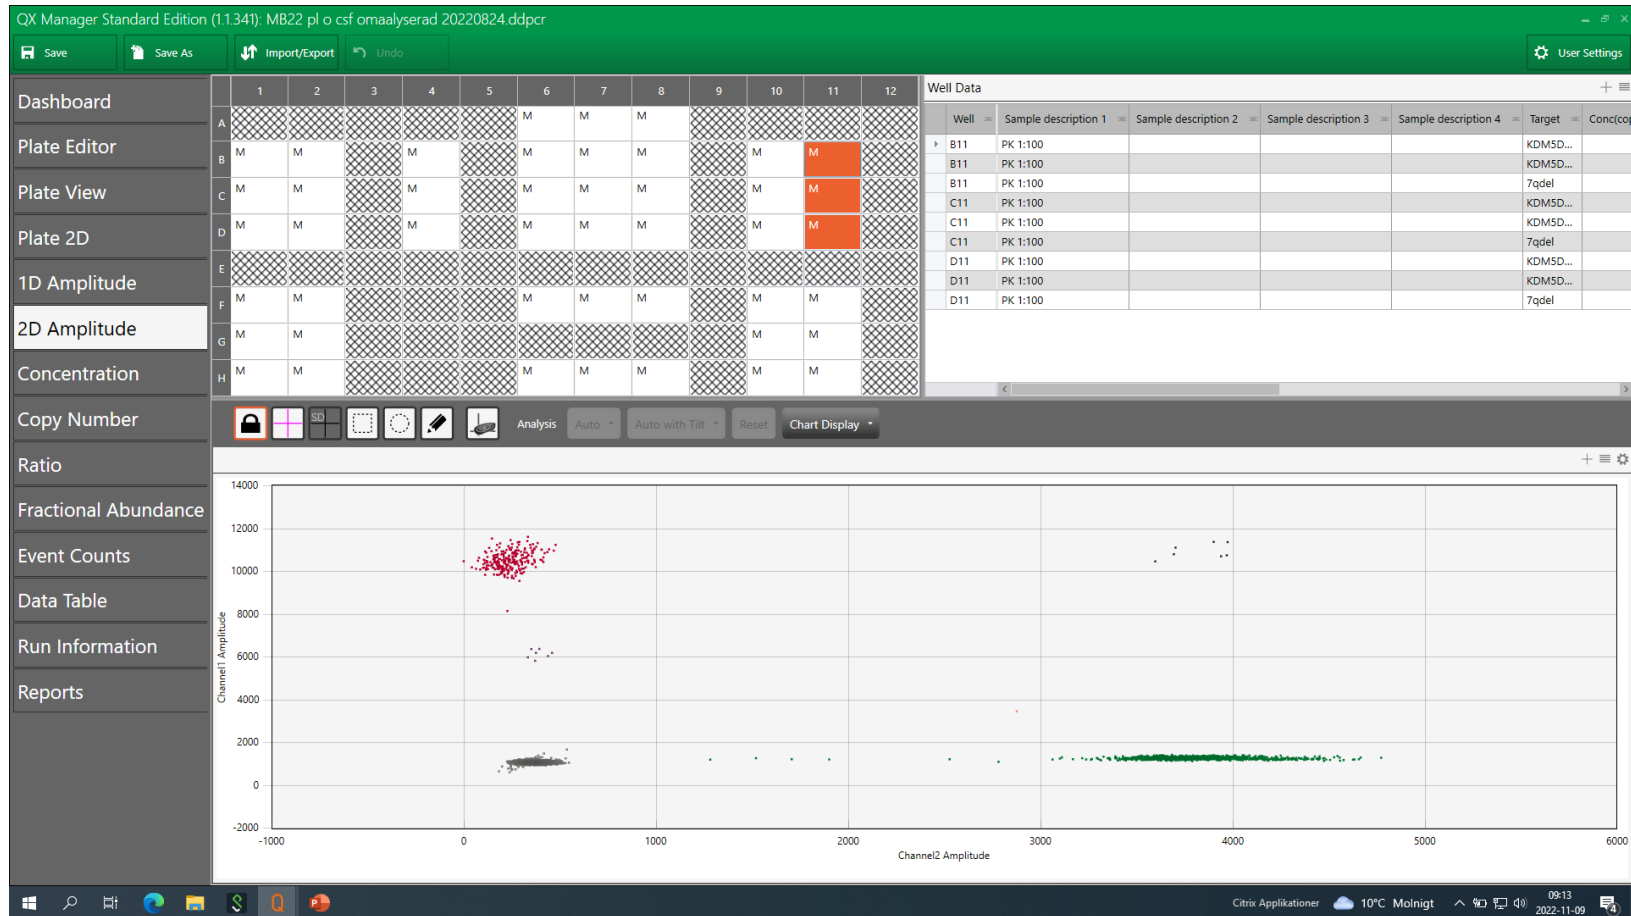 QX Manager Standard Edition (1.1.341): MB22 pl o csf omaalyserad 20220824.ddpcr
Save Save As Import/Export Undo User Settings
Dashboard
Plate Editor
Plate View
Plate 2D
1D Amplitude
2D Amplitude
Concentration
Copy Number
Ratio
Fractional Abundance
Event Counts
Data Table
Run Information
Reports
1 2 3 4 5 6 7 8 9 10 11 12
A M M M
B M M M M M M M M
C M M M M M M M M
D M M M M M M M M
E
F M M M M M M M
G M M M M
H M M M M M M M
Well Data
Well Sample description 1 Sample description 2 Sample description 3 Sample description 4 Target Conc(cop
B11 PK 1:100 KDM5D...
B11 PK 1:100 KDM5D...
B11 PK 1:100 7qdel
C11 PK 1:100 KDM5D...
C11 PK 1:100 KDM5D...
C11 PK 1:100 7qdel
D11 PK 1:100 KDM5D...
D11 PK 1:100 KDM5D...
D11 PK 1:100 7qdel
SD Analysis Auto Auto with Tilt Reset Chart Display
14000
12000
10000
8000
6000
4000
2000
0
-2000
Channel1 Amplitude
-1000 0 1000 2000 3000 4000 5000 6000
Channel2 Amplitude
Citrix Applikationer 10°C Molnigt 09:13
2022-11-09 4